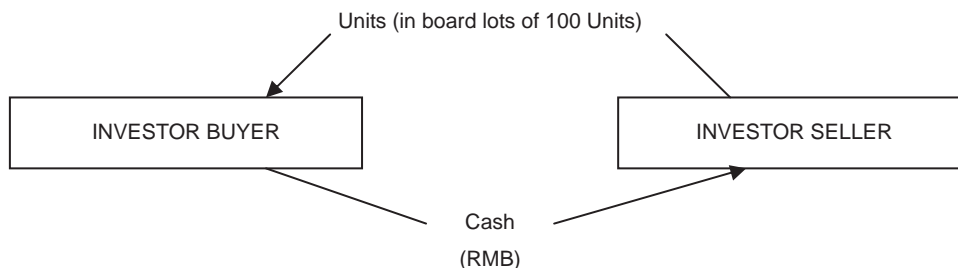 Units (in board lots of 100 Units)
INVESTOR BUYER
INVESTOR SELLER
Cash
(RMB)